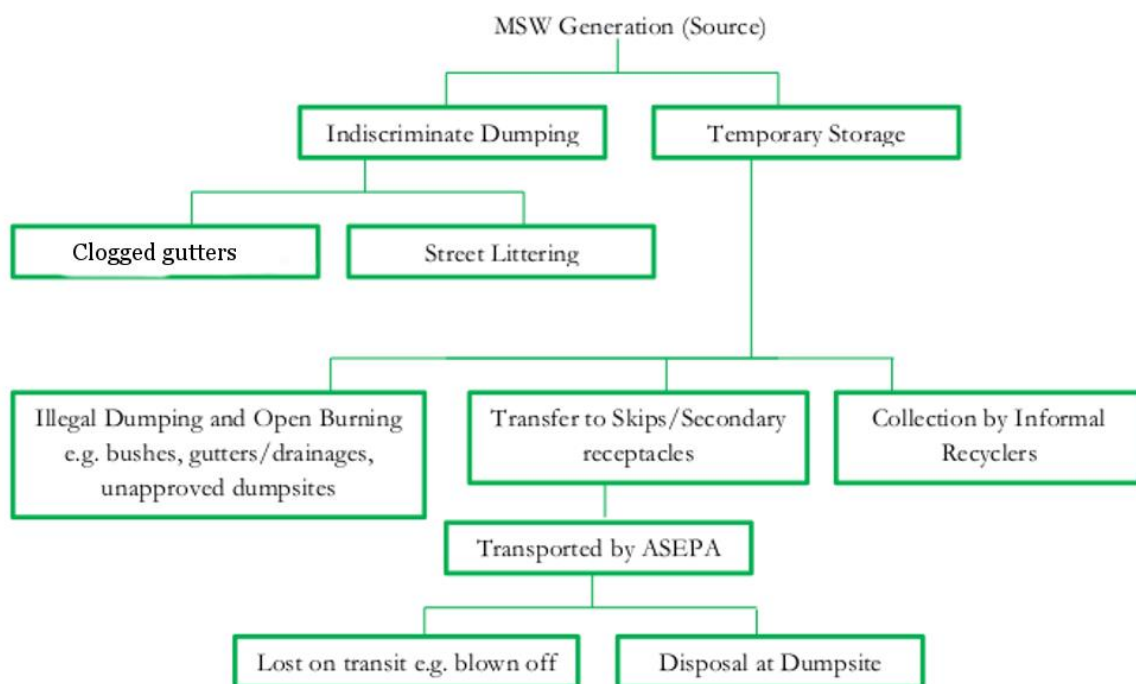 MSW Generation (Source)
Indiscriminate Dumping
Temporary Storage
Clogged gutters
Street Littering
Illegal Dumping and Open Burning
e.g. bushes, gutters/drainages,
unapproved dumpsites
Transfer to Skips/Secondary
receptacles
Collection by Informal
Recyclers
Transported by ASEPA
Lost on transit e.g. blown off
Disposal at Dumpsite